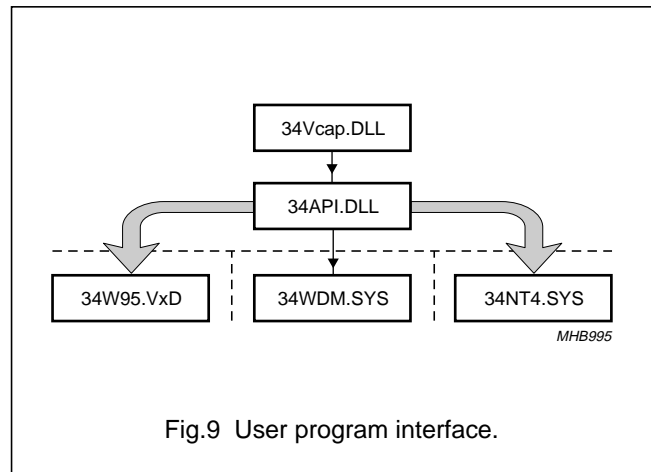 34Vcap.DLL
34API.DLL
34W95.VxD
34WDM.SYS
34NT4.SYS
MHB995
Fig.9 User program interface.